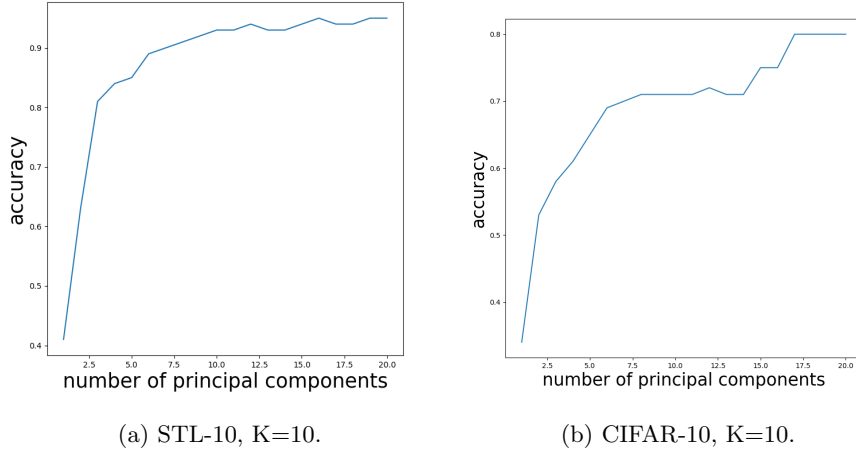 0.9
0.8
0.7
0.6
0.5
0.4
accuracy
2.5 5.0 7.5 10.0 12.5 15.0 17.5 20.0
number of principal components
(a) STL-10, K=10.
0.8
0.7
0.6
0.5
0.4
accuracy
2.5 5.0 7.5 10.0 12.5 15.0 17.5 20.0
number of principal components
(b) CIFAR-10, K=10.